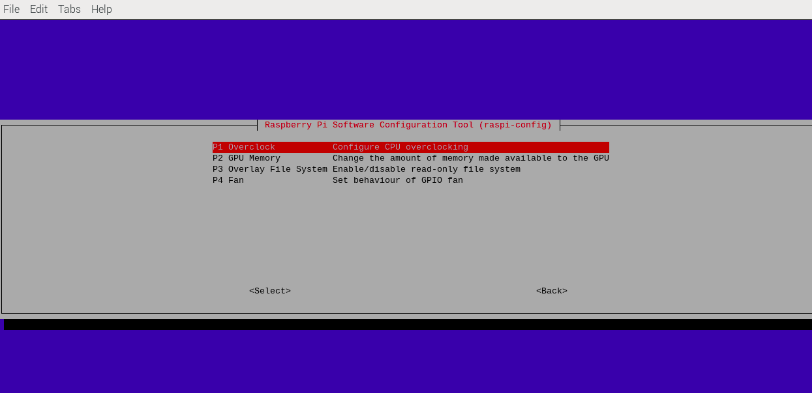 File Edit Tabs Help
Raspberry Pi Software Configuration Tool (raspi-config)
P1 Overclock Configure CPU overclocking
P2 GPU Memory Change the amount of memory made available to the GPU
P3 Overlay File System Enable/disable read-only file system
P4 Fan Set behaviour of GPIO fan
<Select> <Back>